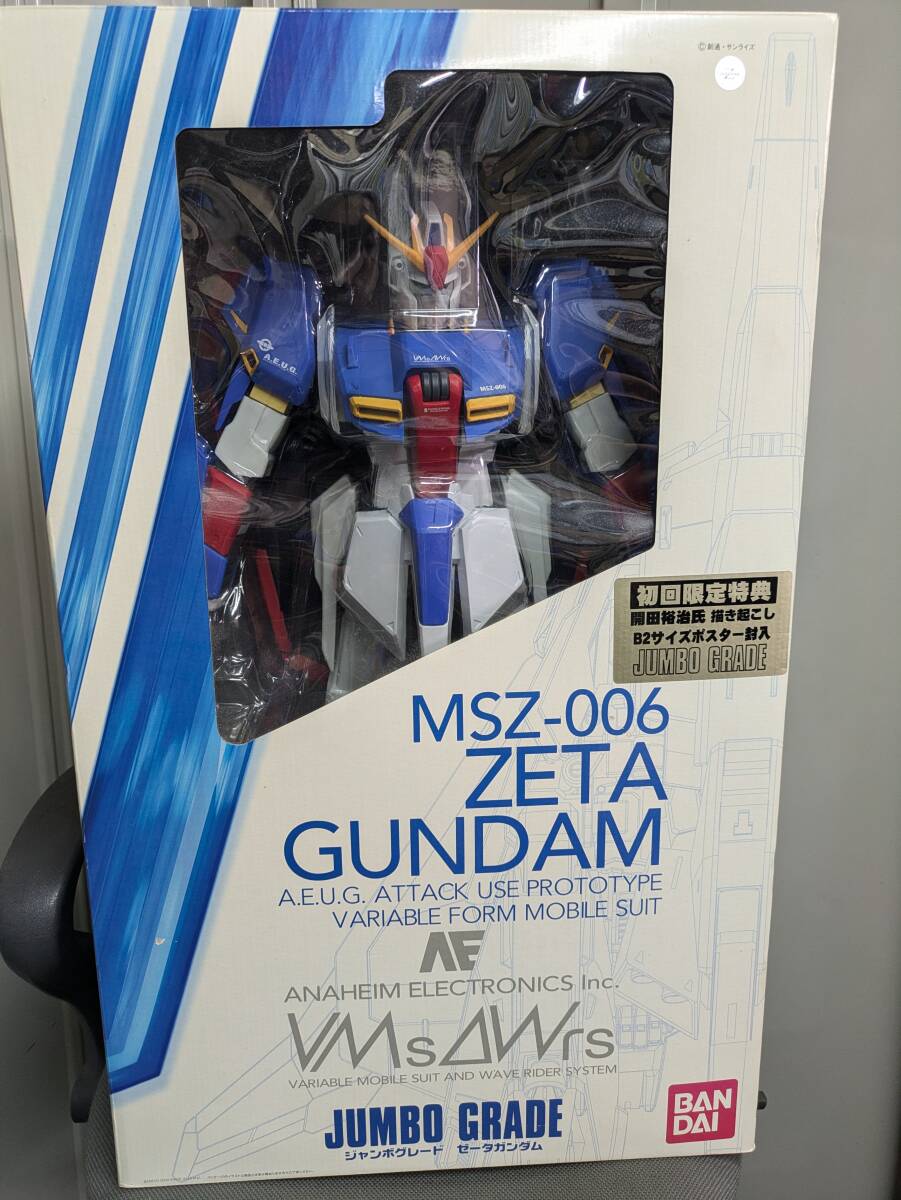 ©創通・サンライズ
A.E.U.G.
VMsAWrs
MSZ-006
初回限定特典
開田裕治氏 描き起こし
B2サイズポスター封入
JUMBO GRADE
MSZ-006
ZETA
GUNDAM
A.E.U.G. ATTACK USE PROTOTYPE
VARIABLE FORM MOBILE SUIT
AE
ANAHEIM ELECTRONICS Inc.
VMsΔWrs
VARIABLE MOBILE SUIT AND WAVE RIDER SYSTEM
JUMBO GRADE
ジャンボグレード ゼータガンダム
BAN
DAI